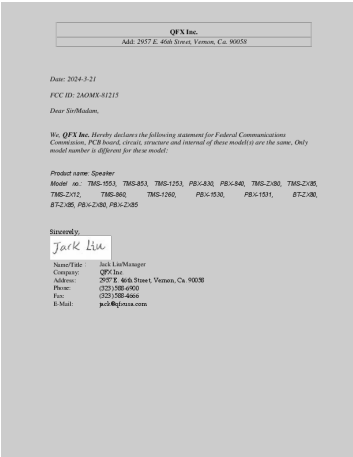 QFX Inc.
Add: 2957 E. 46th Street, Vernon, Ca. 90058
Date: 2024-3-21
FCC ID: 2AOMX-81215
Dear Sir/Madam,
We, QFX Inc. Hereby declares the following statement for Federal Communications
Commission, PCB board, circuit, structure and internal of these model(s) are the same, Only
model number is different for these model:
Product name: Speaker
Model no.: TMS-1553, TMS-853, TMS-1253, PBX-830, PBX-840, TMS-ZX80, TMS-ZX85,
TMS-ZX12, TMS-860, TMS-1260, PBX-1530, PBX-1531, BT-ZX80,
BT-ZX85, PBX-ZX80, PBX-ZX85
Sincerely,
Jack Liu
Name/Title : Jack Liu/Manager
Company: QFX Inc.
Address: 2957 E. 46th Street, Vernon, Ca. 90058
Phone: (323) 588-6900
Fax: (323) 588-4666
E-Mail: jack@qfxusa.com